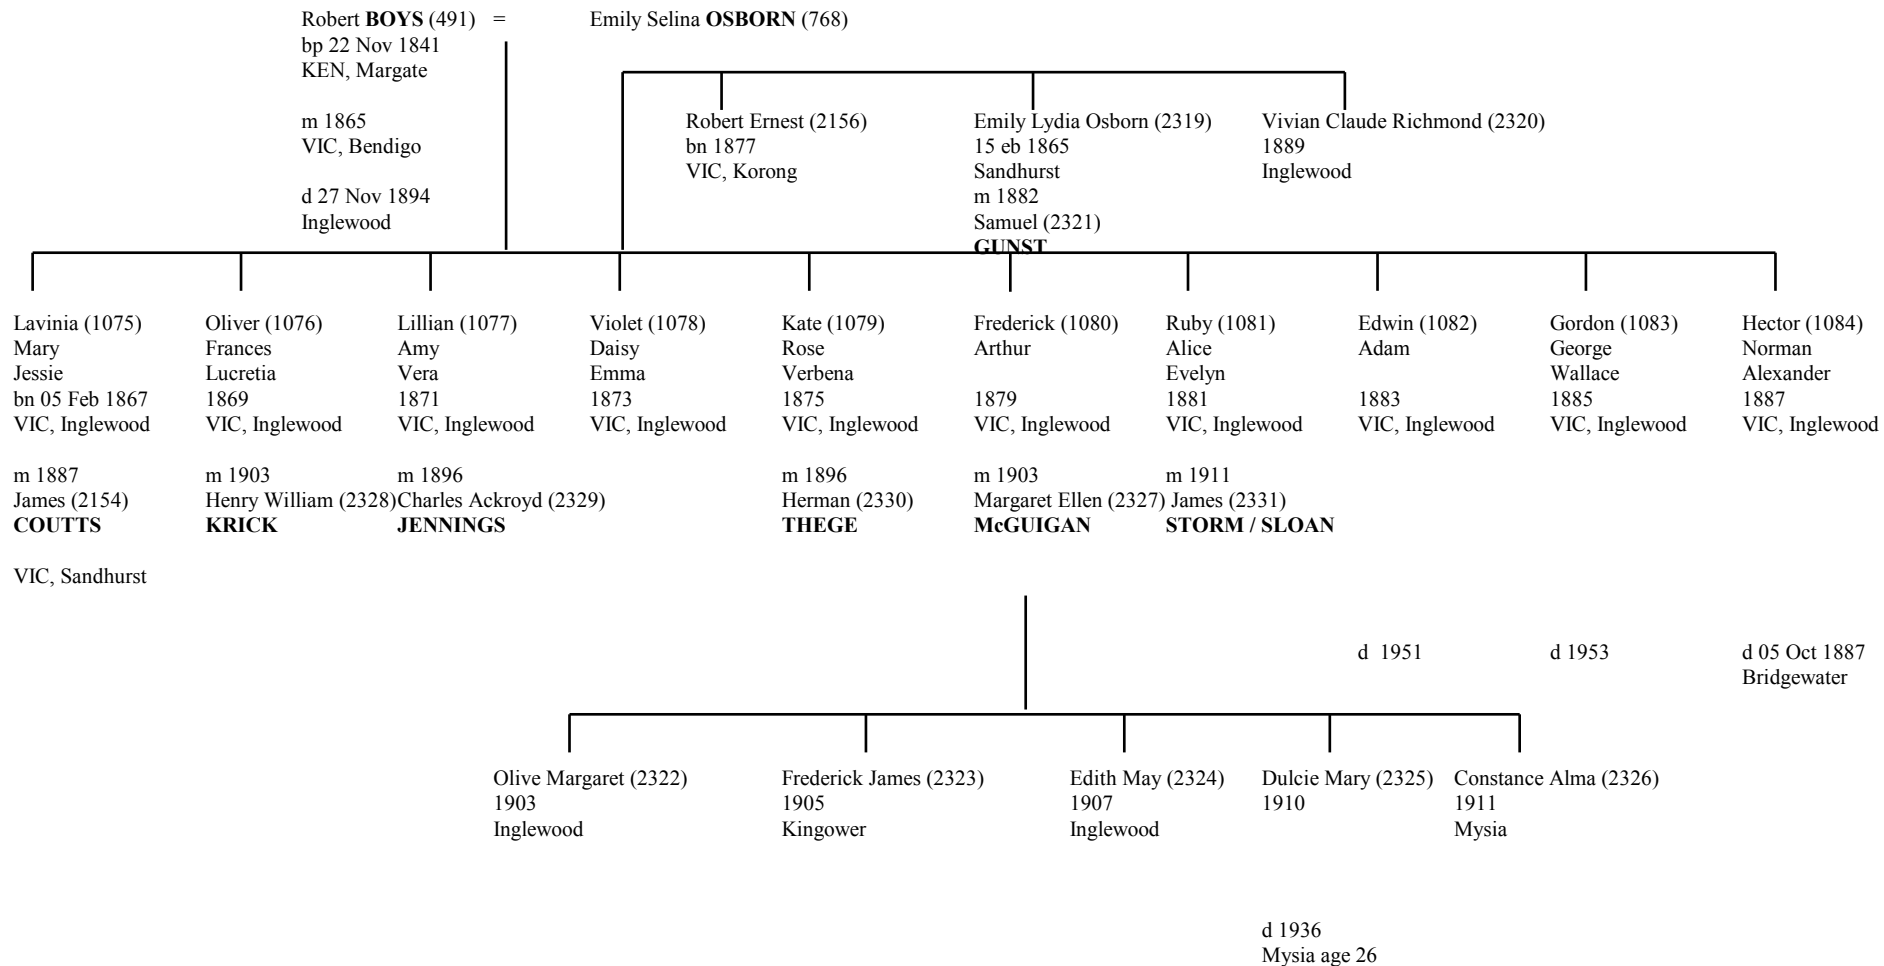 Robert BOYS (491) = Emily Selina OSBORN (768)
bp 22 Nov 1841
KEN, Margate
m 1865
VIC, Bendigo
d 27 Nov 1894
Inglewood
Robert Ernest (2156)
bn 1877
VIC, Korong
Emily Lydia Osborn (2319)
15 eb 1865
Sandhurst
m 1882
Samuel (2321)
GUNST
Vivian Claude Richmond (2320)
1889
Inglewood
Lavinia (1075)
Mary
Jessie
bn 05 Feb 1867
VIC, Inglewood
m 1887
James (2154)
COUTTS
VIC, Sandhurst
Oliver (1076)
Frances
Lucretia
1869
VIC, Inglewood
m 1903
Henry William (2328)
KRICK
Lillian (1077)
Amy
Vera
1871
VIC, Inglewood
m 1896
Charles Ackroyd (2329)
JENNINGS
Violet (1078)
Daisy
Emma
1873
VIC, Inglewood
Kate (1079)
Rose
Verbena
1875
VIC, Inglewood
m 1896
Herman (2330)
THEGE
Frederick (1080)
Arthur
1879
VIC, Inglewood
m 1903
Margaret Ellen (2327)
McGUIGAN
Ruby (1081)
Alice
Evelyn
1881
VIC, Inglewood
m 1911
James (2331)
STORM / SLOAN
Edwin (1082)
Adam
1883
VIC, Inglewood
d 1951
Gordon (1083)
George
Wallace
1885
VIC, Inglewood
d 1953
Hector (1084)
Norman
Alexander
1887
VIC, Inglewood
d 05 Oct 1887
Bridgewater
Olive Margaret (2322)
1903
Inglewood
Frederick James (2323)
1905
Kingower
Edith May (2324)
1907
Inglewood
Dulcie Mary (2325)
1910
d 1936
Mysia age 26
Constance Alma (2326)
1911
Mysia